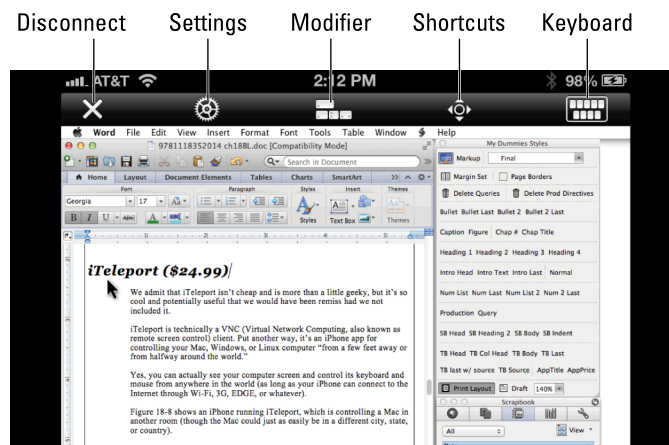 Disconnect Settings Modifier Shortcuts Keyboard
AT&T 2:12 PM 98%
Word File Edit View Insert Format Font Tools Table Window Help
9781118352014 ch18BL.doc [Compatibility Mode]
My Dummies Styles
Search in Document
Markup Final
Home Layout Document Elements Tables Charts SmartArt
Margin Set Page Borders
Font Paragraph Styles Insert Themes
Delete Queries Delete Prod Directives
Georgia 17 Aa
Bullet Bullet Last Bullet 2 Bullet 2 Last
B I U ABC A Styles Text Box Themes
Caption Figure Chap # Chap Title
Heading 1 Heading 2 Heading 3 Heading 4
iTeleport ($24.99)
Intro Head Intro Text Intro Last Normal
We admit that iTeleport isn't cheap and is more than a little geeky, but it's so
cool and potentially useful that we would have been remiss had we not
included it.
Num List Num Last Num List 2 Num 2 Last
Production Query
iTeleport is technically a VNC (Virtual Network Computing, also known as
remote screen control) client. Put another way, it's an iPhone app for
controlling your Mac, Windows, or Linux computer "from a few feet away or
from halfway around the world."
SB Head SB Heading 2 SB Body SB Indent
TB Head TB Col Head TB Body TB Last
TB last w/ source TB Source AppTitle AppPrice
Yes, you can actually see your computer screen and control its keyboard and
mouse from anywhere in the world (as long as your iPhone can connect to the
Internet through Wi-Fi, 3G, EDGE, or whatever).
Print Layout Draft 140%
Scrapbook
Figure 18-8 shows an iPhone running iTeleport, which is controlling a Mac in
another room (though the Mac could just as easily be in a different city, state,
or country).
All View